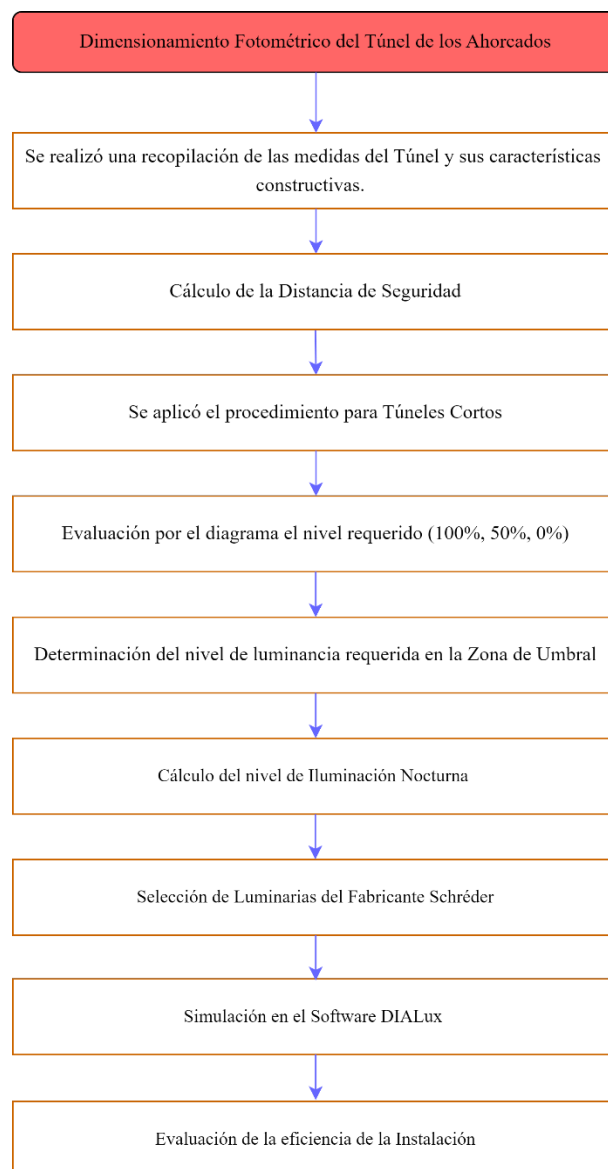 Dimensionamiento Fotométrico del Túnel de los Ahorcados
Se realizó una recopilación de las medidas del Túnel y sus características
constructivas.
Cálculo de la Distancia de Seguridad
Se aplicó el procedimiento para Túneles Cortos
Evaluación por el diagrama el nivel requerido (100%, 50%, 0%)
Determinación del nivel de luminancia requerida en la Zona de Umbral
Cálculo del nivel de Iluminación Nocturna
Selección de Luminarias del Fabricante Schréder
Simulación en el Software DIALux
Evaluación de la eficiencia de la Instalación